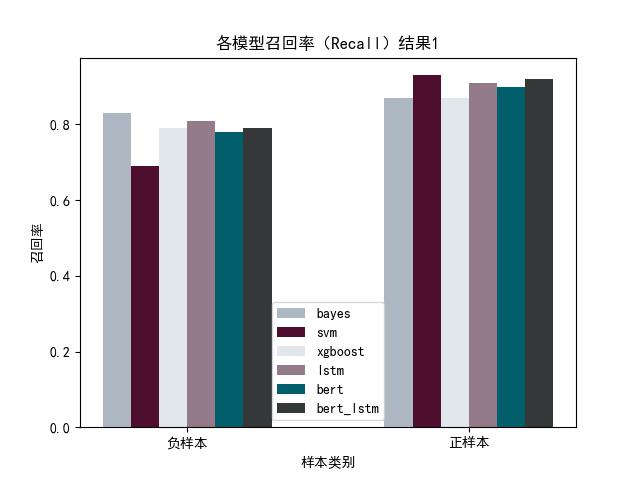 各模型召回率（Recall）结果1
召回率
0.8
0.6
0.4
0.2
0.0
bayes
svm
xgboost
lstm
bert
bert_lstm
负样本
正样本
样本类别